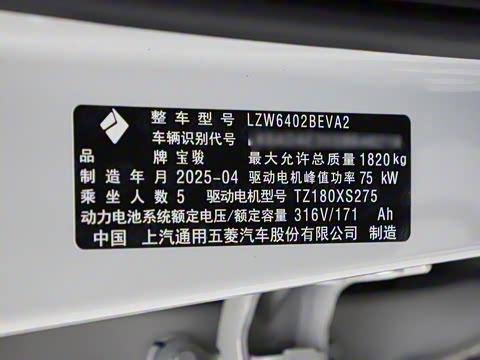 整车型号 LZW6402BEVA2
车辆识别代号
品牌 宝骏 最大允许总质量 1820 kg
制造年月 2025-04 驱动电机峰值功率 75 kW
乘坐人数 5 驱动电机型号 TZ180XS275
动力电池系统额定电压/额定容量 316V/171 Ah
中国 上汽通用五菱汽车股份有限公司 制造